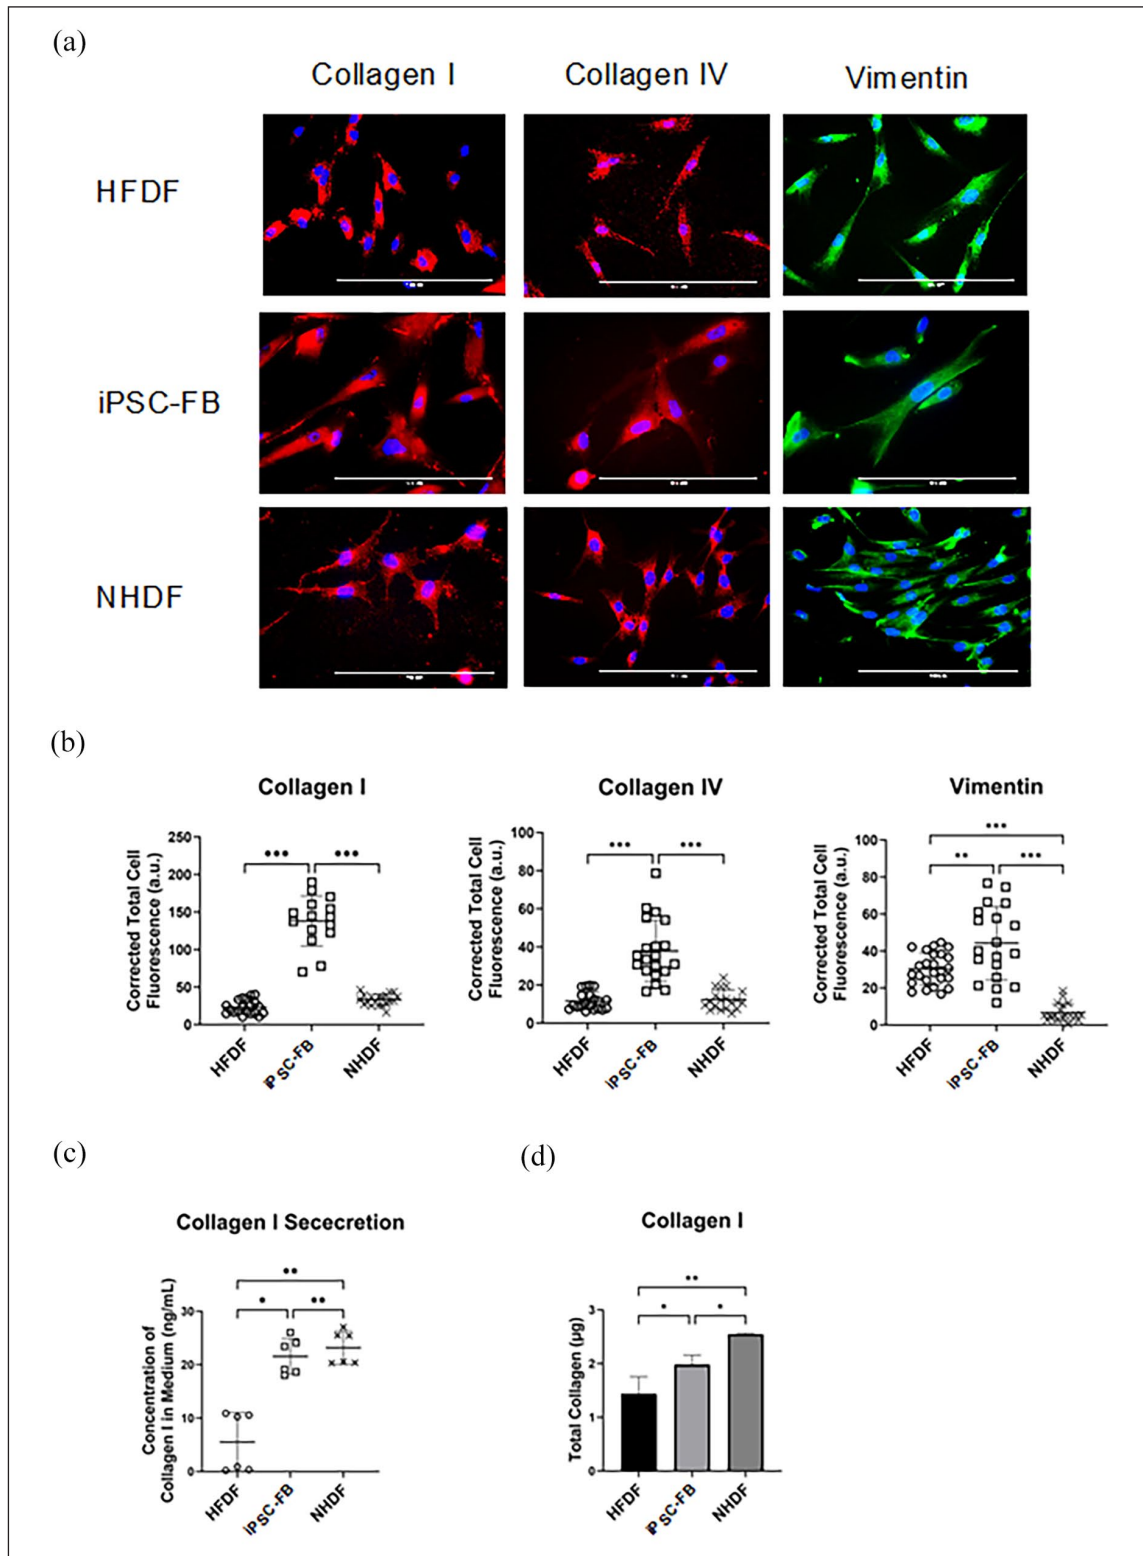 (a)
Collagen I
Collagen IV
Vimentin
HFDF
iPSC-FB
NHDF
(b)
Collagen I
Corrected Total Cell
Fluorescence (a.u.)
250
200
150
100
50
0
•••
•••
HFDF
iPSC-FB
NHDF
Collagen IV
Corrected Total Cell
Fluorescence (a.u.)
100
80
60
40
20
0
•••
•••
HFDF
iPSC-FB
NHDF
Vimentin
Corrected Total Cell
Fluorescence (a.u.)
100
80
60
40
20
0
•••
••
•••
HFDF
iPSC-FB
NHDF
(c)
Collagen I Sececretion
Concentration of
Collagen I in Medium (ng/mL)
30
20
10
0
••
•
••
HFDF
iPSC-FB
NHDF
(d)
Collagen I
Total Collagen (µg)
3
2
1
0
••
•
•
HFDF
iPSC-FB
NHDF